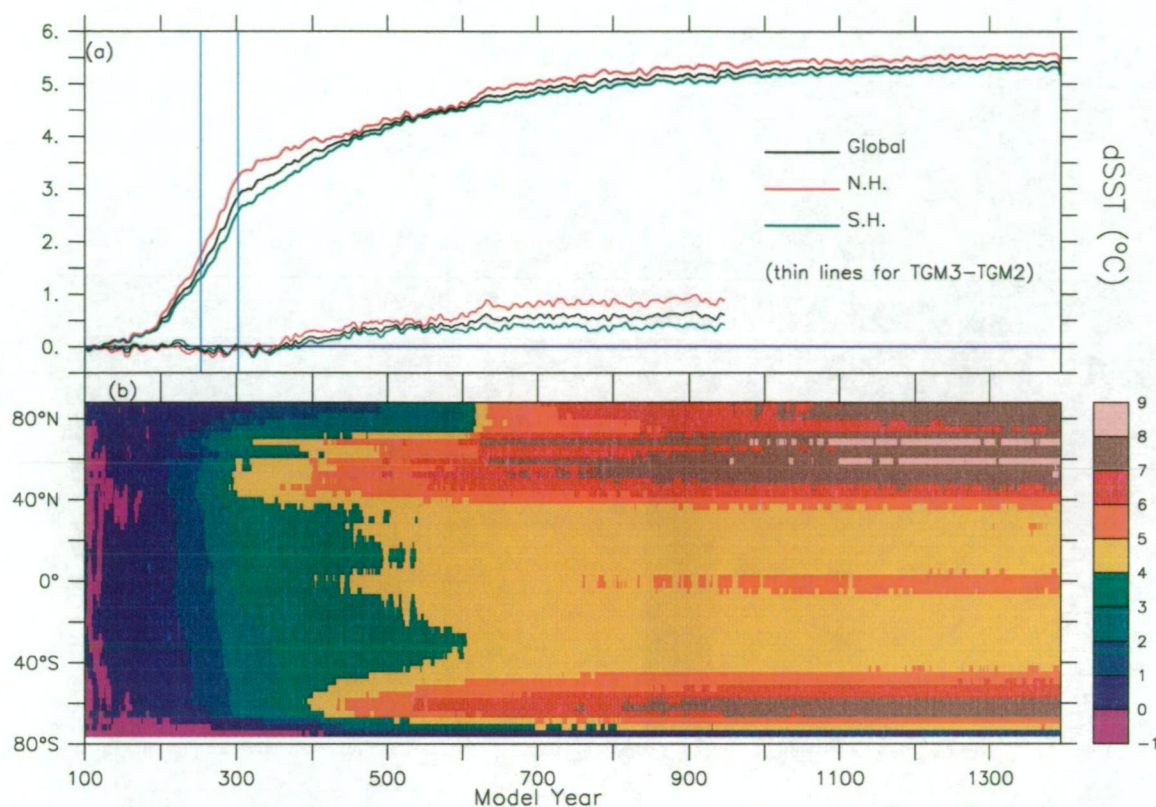 (a)
6.
5.
4.
3.
2.
1.
0.
dSST (°C)
Global
N.H.
S.H.
(thin lines for TGM3-TGM2)
(b)
80°N
40°N
0°
40°S
80°S
9
8
7
6
5
4
3
2
1
0
-1
100 300 500 700 900 1100 1300
Model Year